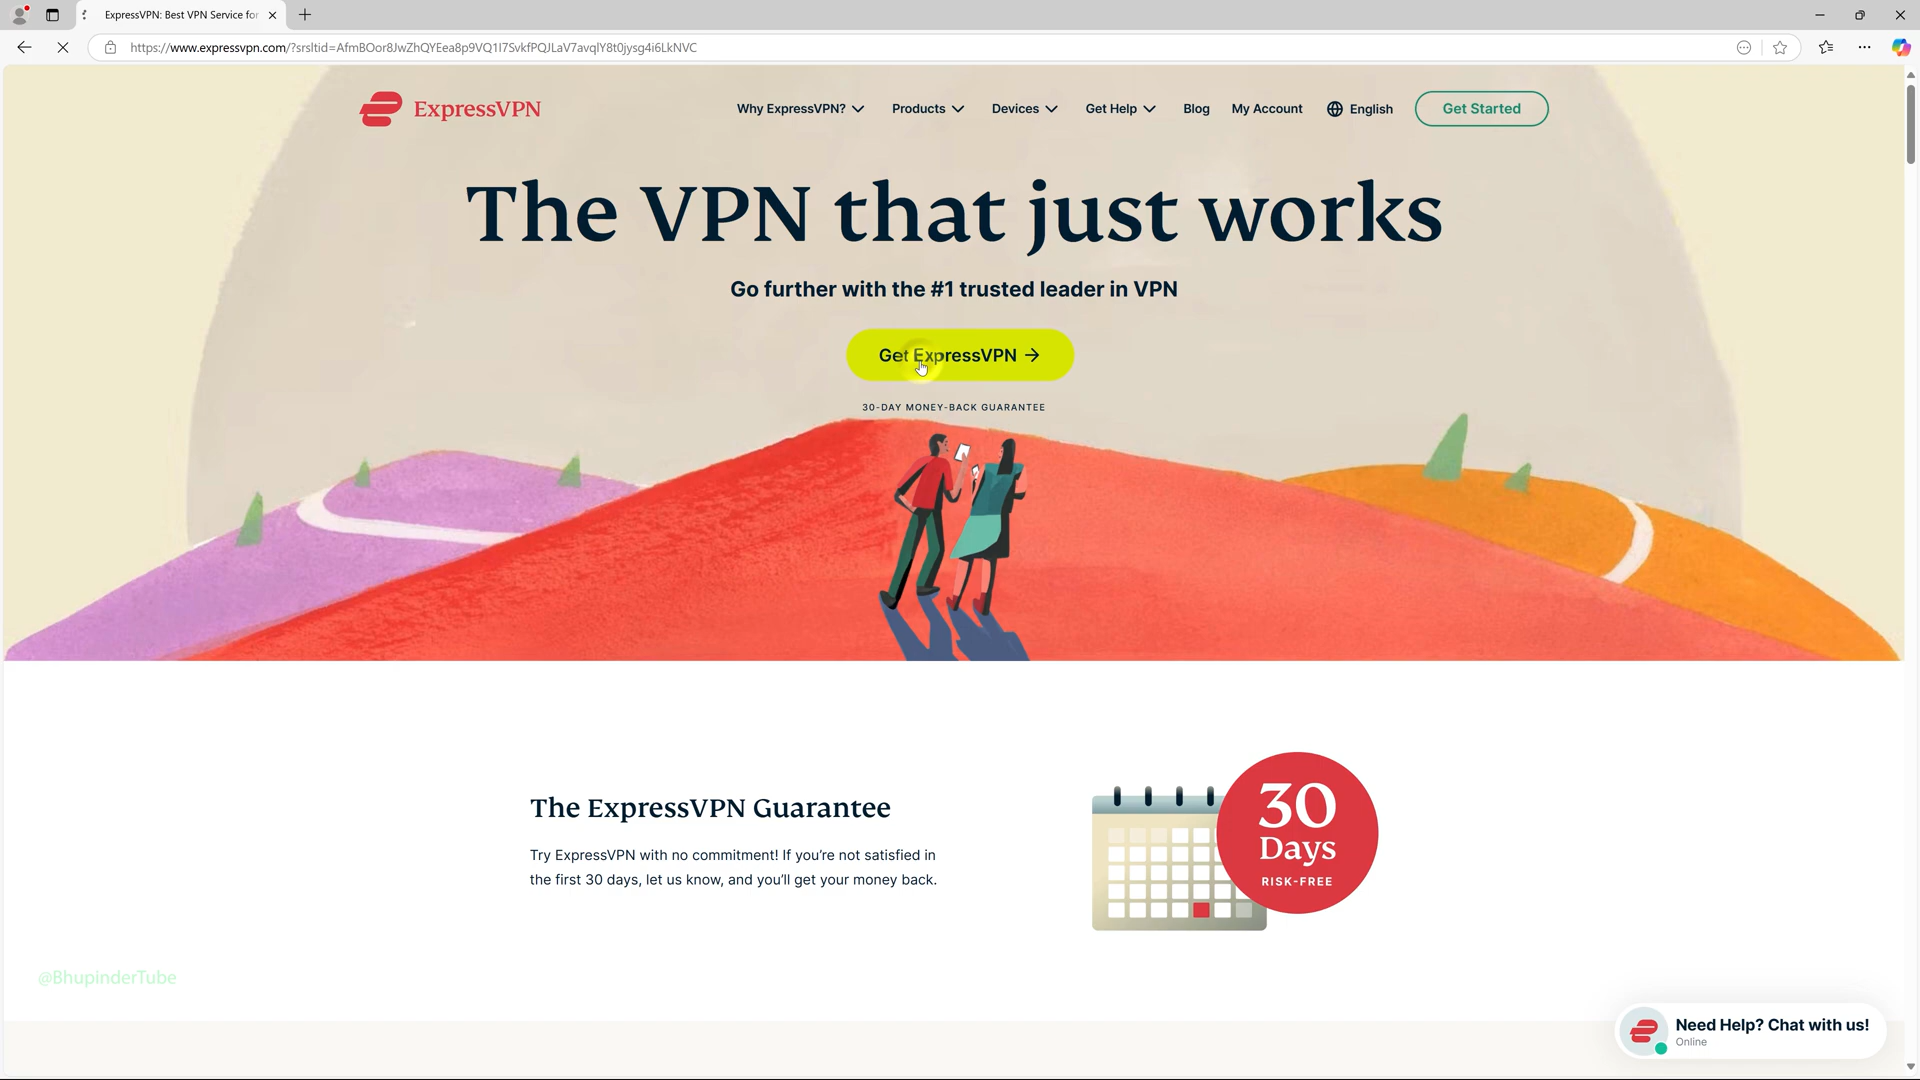 ExpressVPN: Best VPN Service for
https://www.expressvpn.com/?srsltid=AfmBOor8JwZhQYEea8p9VQ1I7SvkfPQJLaV7avqlY8t0jysg4i6LkNVC
ExpressVPN
Why ExpressVPN?
Products
Devices
Get Help
Blog
My Account
English
Get Started
The VPN that just works
Go further with the #1 trusted leader in VPN
Get ExpressVPN
30-DAY MONEY-BACK GUARANTEE
The ExpressVPN Guarantee
Try ExpressVPN with no commitment! If you’re not satisfied in
the first 30 days, let us know, and you’ll get your money back.
30
Days
RISK-FREE
@BhupinderTube
Need Help? Chat with us!
Online